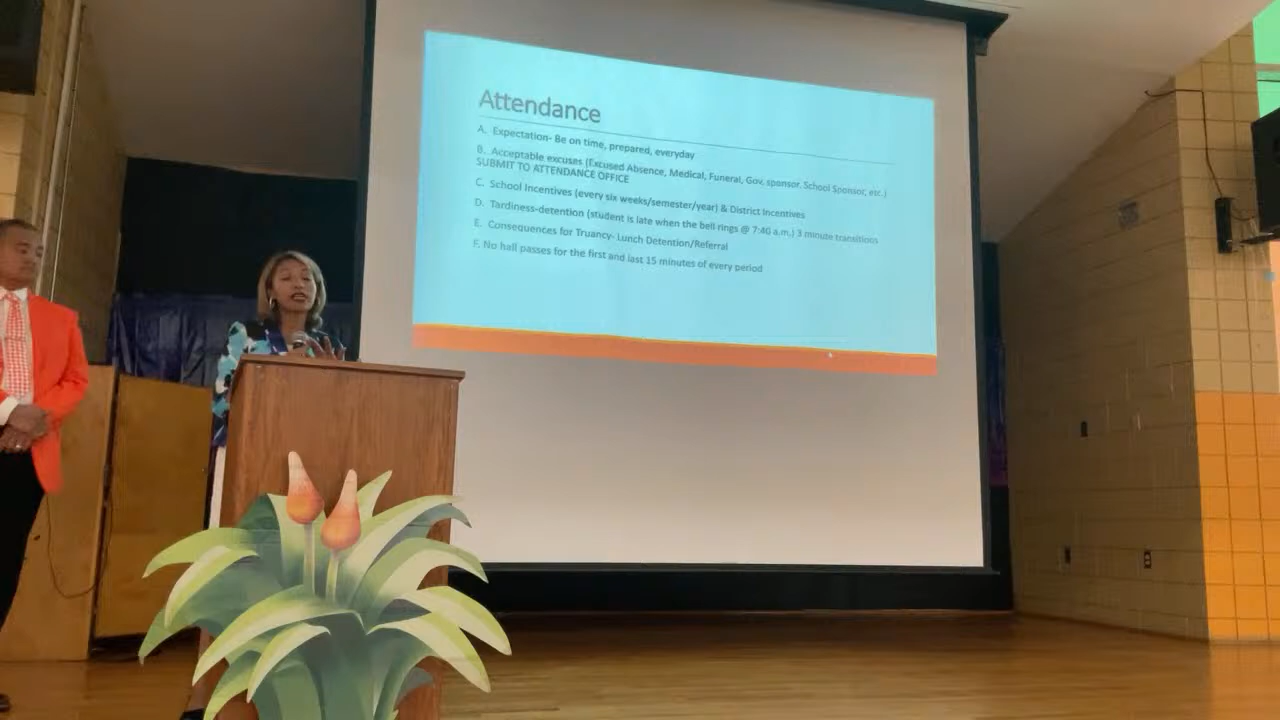 Attendance
A. Expectation- Be on time, prepared, everyday
B. Acceptable excuses (Excused Absence, Medical, Funeral, Gov. sponsor, School Sponsor, etc.)
SUBMIT TO ATTENDANCE OFFICE
C. School Incentives (every six weeks/semester/year) & District Incentives
D. Tardiness-detention (student is late when the bell rings @ 7:40 a.m.) 3 minute transitions
E. Consequences for Truancy- Lunch Detention/Referral
F. No hall passes for the first and last 15 minutes of every period